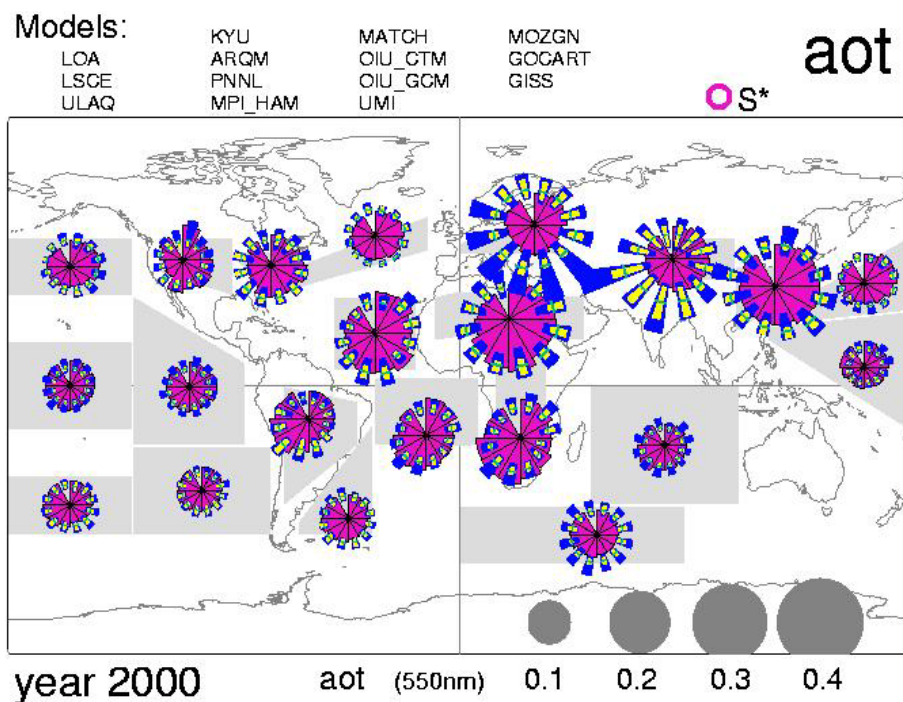 Models:
KYU MATCH MOZGN
LOA ARQM OIU_CTM GOCART
LSCE PNNL OIU_GCM GISS
ULAQ MPI_HAM UMI
aot
S*
year 2000 aot (550nm) 0.1 0.2 0.3 0.4